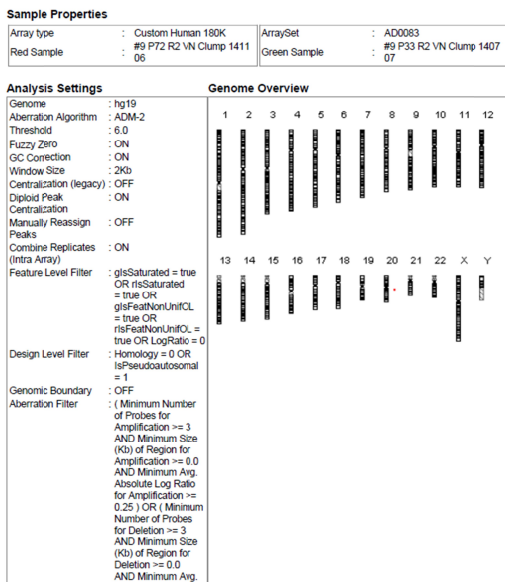 Sample Properties
Array type : Custom Human 180K ArraySet : AD0083
Red Sample : #9 P72 R2 VN Clump 1411 06 Green Sample : #9 P33 R2 VN Clump 1407 07
Analysis Settings
Genome : hg19
Aberration Algorithm : ADM-2
Threshold : 6.0
Fuzzy Zero : ON
GC Correction : ON
Window Size : 2Kb
Centralization (legacy) : OFF
Diploid Peak : ON
Centralization
Manually Reassign : OFF
Peaks
Combine Replicates : ON
(Intra Array)
Feature Level Filter : gIsSaturated = true
OR rIsSaturated
= true OR
gIsFeatNonUnifOL
= true OR
rIsFeatNonUnifOL =
true OR LogRatio = 0
Design Level Filter : Homology = 0 OR
IsPseudoautosomal
= 1
Genomic Boundary : OFF
Aberration Filter : ( Minimum Number
of Probes for
Amplification >= 3
AND Minimum Size
(Kb) of Region for
Amplification >= 0.0
AND Minimum Avg.
Absolute Log Ratio
for Amplification >=
0.25 ) OR ( Minimum
Number of Probes
for Deletion >= 3
AND Minimum Size
(Kb) of Region for
Deletion >= 0.0
AND Minimum Avg.
Genome Overview
1 2 3 4 5 6 7 8 9 10 11 12
13 14 15 16 17 18 19 20 21 22 X Y